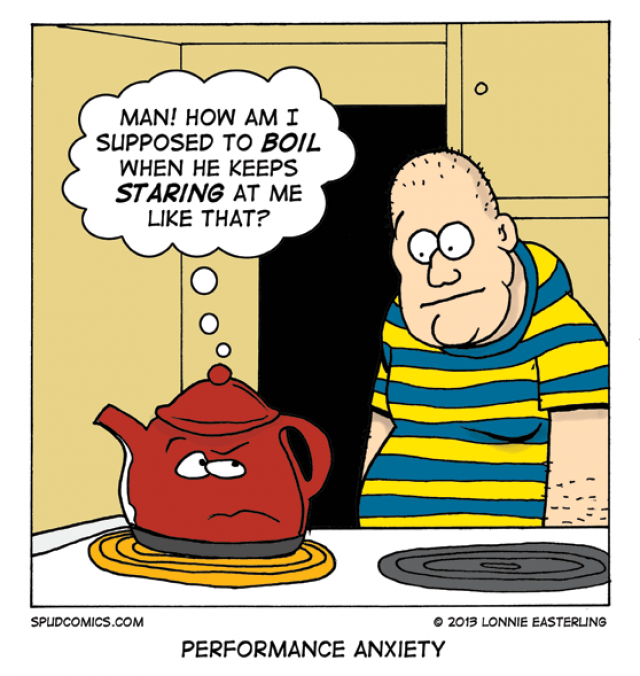 MAN! HOW AM I
SUPPOSED TO BOIL
WHEN HE KEEPS
STARING AT ME
LIKE THAT?
SPUDCOMICS.COM
© 2013 LONNIE EASTERLING
PERFORMANCE ANXIETY